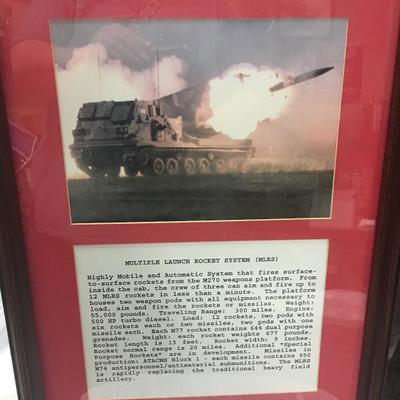 MULTIPLE LAUNCH ROCKET SYSTEM (MLRS)
Highly Mobile and Automatic System that fires surface-
to-surface rockets from the M270 weapons platform. From
inside the cab, the crew of three can aim and fire up to
12 MLRS rockets in less than a minute. The platform
houses two weapon pods with all equipment necessary to
load, aim and fire the rockets or missiles. Weight:
55,000 pounds. Traveling Range: 300 miles. Engine:
500 HP turbo diesel. Load: 12 rockets, two pods with
six rockets each or two missiles, two pods with one
missile each. Each M77 rocket contains 644 dual purpose
grenades. Weight: each rocket weights 677 pounds.
Rocket length is 13 feet. Rocket width: 9 inches.
Rocket normal range is 20 miles. Additional "Special
Purpose Rockets" are in development. Missiles in
production: ATACMS Block 1 - each missile contains 950
M74 antipersonnel/antimaterial submunitions. The MLRS
is rapidly replacing the traditional heavy field
artillery.